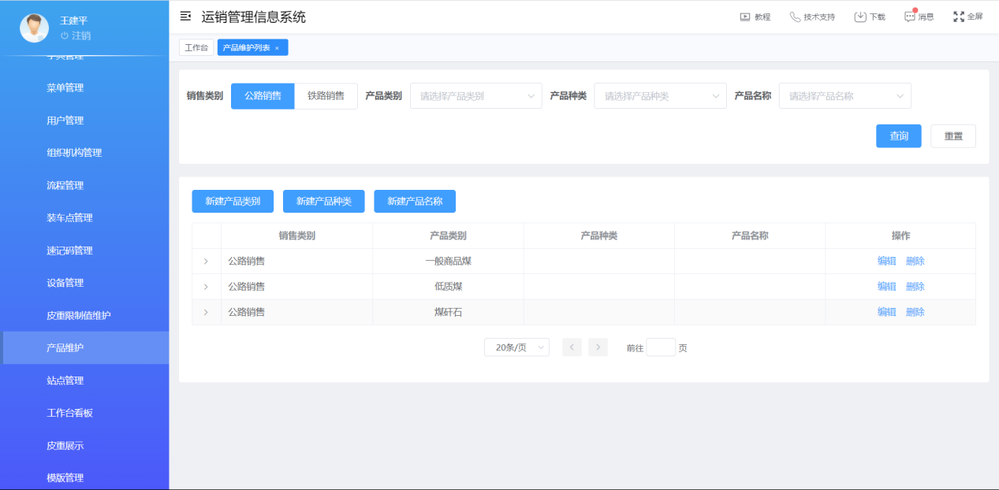 王建平
注销
字典管理
菜单管理
用户管理
组织机构管理
流程管理
装车点管理
速记码管理
设备管理
皮重限制值维护
产品维护
站点管理
工作台看板
皮重展示
模版管理
运销管理信息系统
教程 技术支持 下载 消息 全屏
工作台 产品维护列表 ×
销售类别 公路销售 铁路销售 产品类别 请选择产品类别 产品种类 请选择产品种类 产品名称 请选择产品名称
查询 重置
新建产品类别 新建产品种类 新建产品名称
销售类别 产品类别 产品种类 产品名称 操作
公路销售 一般商品煤 编辑 删除
公路销售 低质煤 编辑 删除
公路销售 煤矸石 编辑 删除
20条/页 前往 页